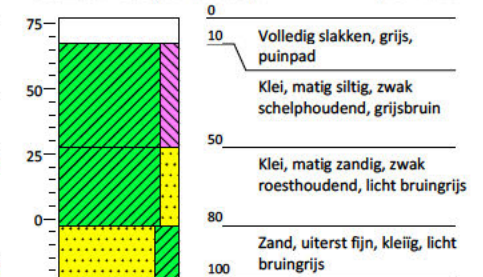 0
75
10
Volledig slakken, grijs,
puinpad
50
Klei, matig siltig, zwak
schelphoudend, grijsbruin
50
25
Klei, matig zandig, zwak
roesthoudend, licht bruingrijs
0
80
Zand, uiterst fijn, kleiïg, licht
bruingrijs
100